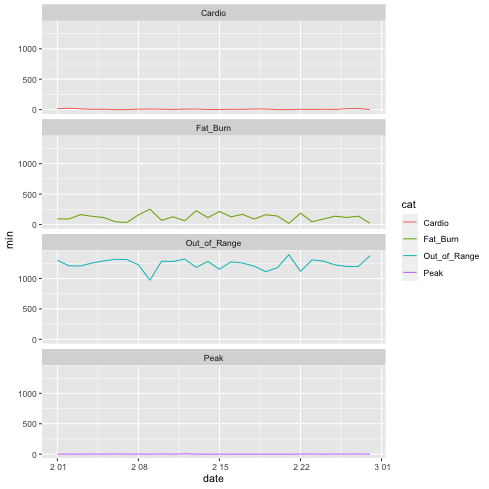 Cardio
1000
500
0
Fat_Burn
1000
500
0
Out_of_Range
1000
500
0
Peak
1000
500
0
2 01 2 08 2 15 2 22 3 01
date
min
cat
Cardio
Fat_Burn
Out_of_Range
Peak